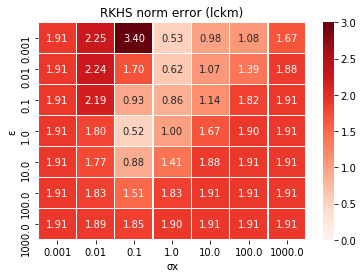 RKHS norm error (lckm)
0.001 1.91 2.25 3.40 0.53 0.98 1.08 1.67
0.01 1.91 2.24 1.70 0.62 1.07 1.39 1.88
0.1 1.91 2.19 0.93 0.86 1.14 1.82 1.91
1.0 1.91 1.80 0.52 1.00 1.67 1.90 1.91
10.0 1.91 1.77 0.88 1.41 1.88 1.91 1.91
100.0 1.91 1.83 1.51 1.83 1.91 1.91 1.91
1000.0 1.91 1.89 1.85 1.90 1.91 1.91 1.91
0.001 0.01 0.1 1.0 10.0 100.0 1000.0
σx
ε
3.0
2.5
2.0
1.5
1.0
0.5
0.0